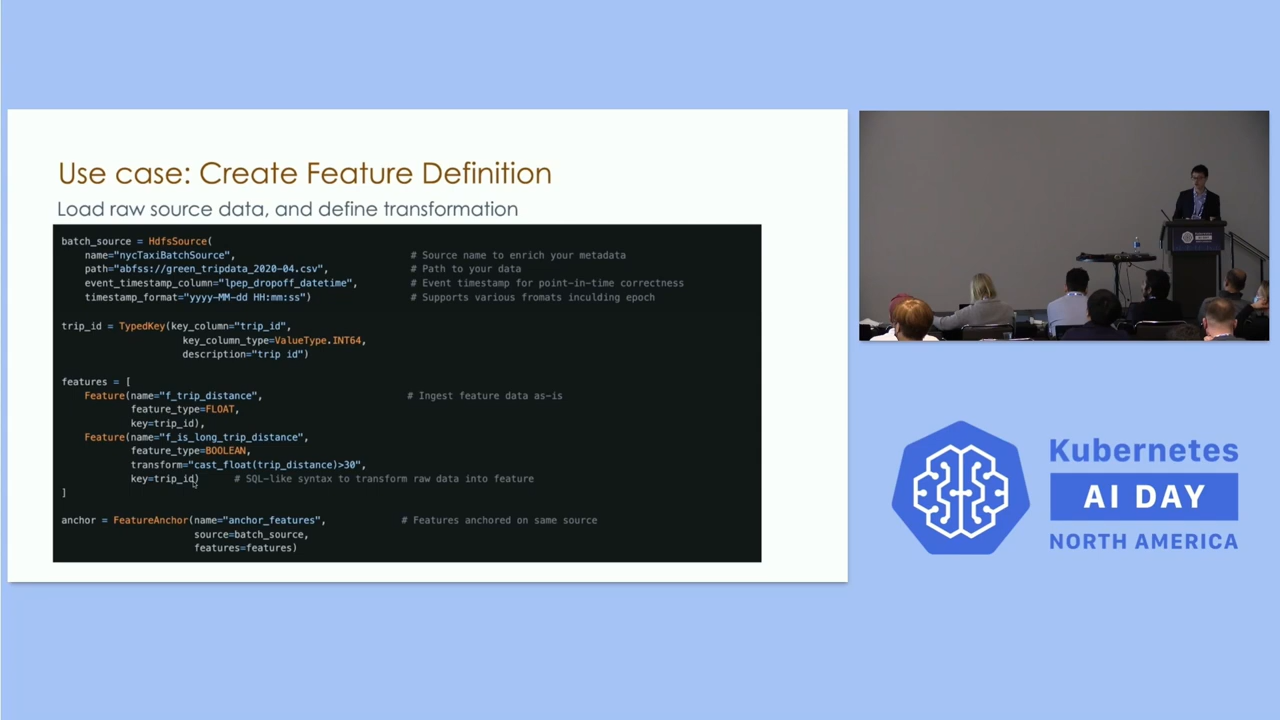 Use case: Create Feature Definition
Load raw source data, and define transformation
batch_source = HdfsSource(
    name="nycTaxiBatchSource",                # Source name to enrich your metadata
    path="abfss://green_tripdata_2020-04.csv",                # Path to your data
    event_timestamp_column="lpep_dropoff_datetime",                # Event timestamp for point-in-time correctness
    timestamp_format="yyyy-MM-dd HH:mm:ss")                # Supports various fromats inculding epoch
trip_id = TypedKey(key_column="trip_id",
                   key_column_type=ValueType.INT64,
                   description="trip id")
features = [
    Feature(name="f_trip_distance",                # Ingest feature data as-is
            feature_type=FLOAT,
            key=trip_id),
    Feature(name="f_is_long_trip_distance",
            feature_type=BOOLEAN,
            transform="cast_float(trip_distance)>30",
            key=trip_id)      # SQL-like syntax to transform raw data into feature
]
anchor = FeatureAnchor(name="anchor_features",                # Features anchored on same source
                       source=batch_source,
                       features=features)
Kubernetes
AI DAY
NORTH AMERICA